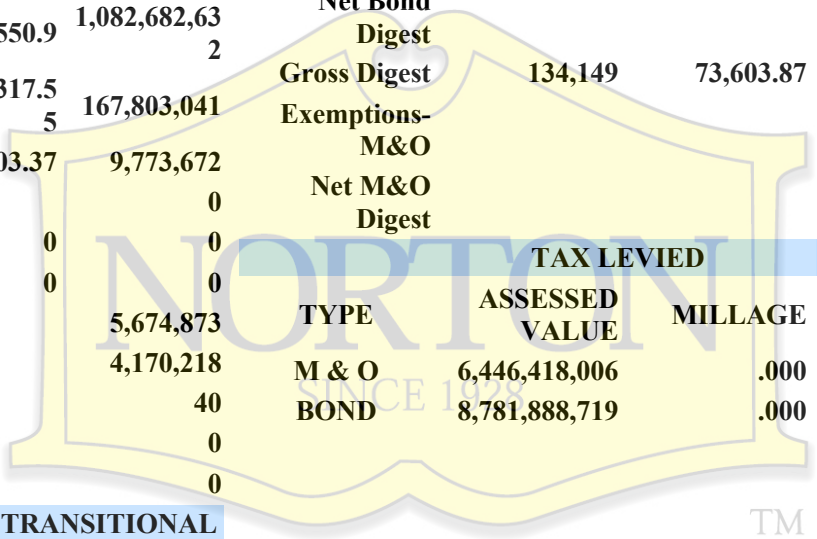 Net Bond
550.9 1,082,682,63 Digest
2
Gross Digest 134,149 73,603.87
317.5
5 167,803,041 Exemptions-
M&O
03.37 9,773,672
Net M&O
0
Digest
0 0
TAX LEVIED
0 0
TYPE ASSESSED MILLAGE
5,674,873 VALUE
4,170,218 M & O 6,446,418,006 .000
40 BOND 8,781,888,719 .000
0
0
TRANSITIONAL
NORTON
SINCE 1928
TM